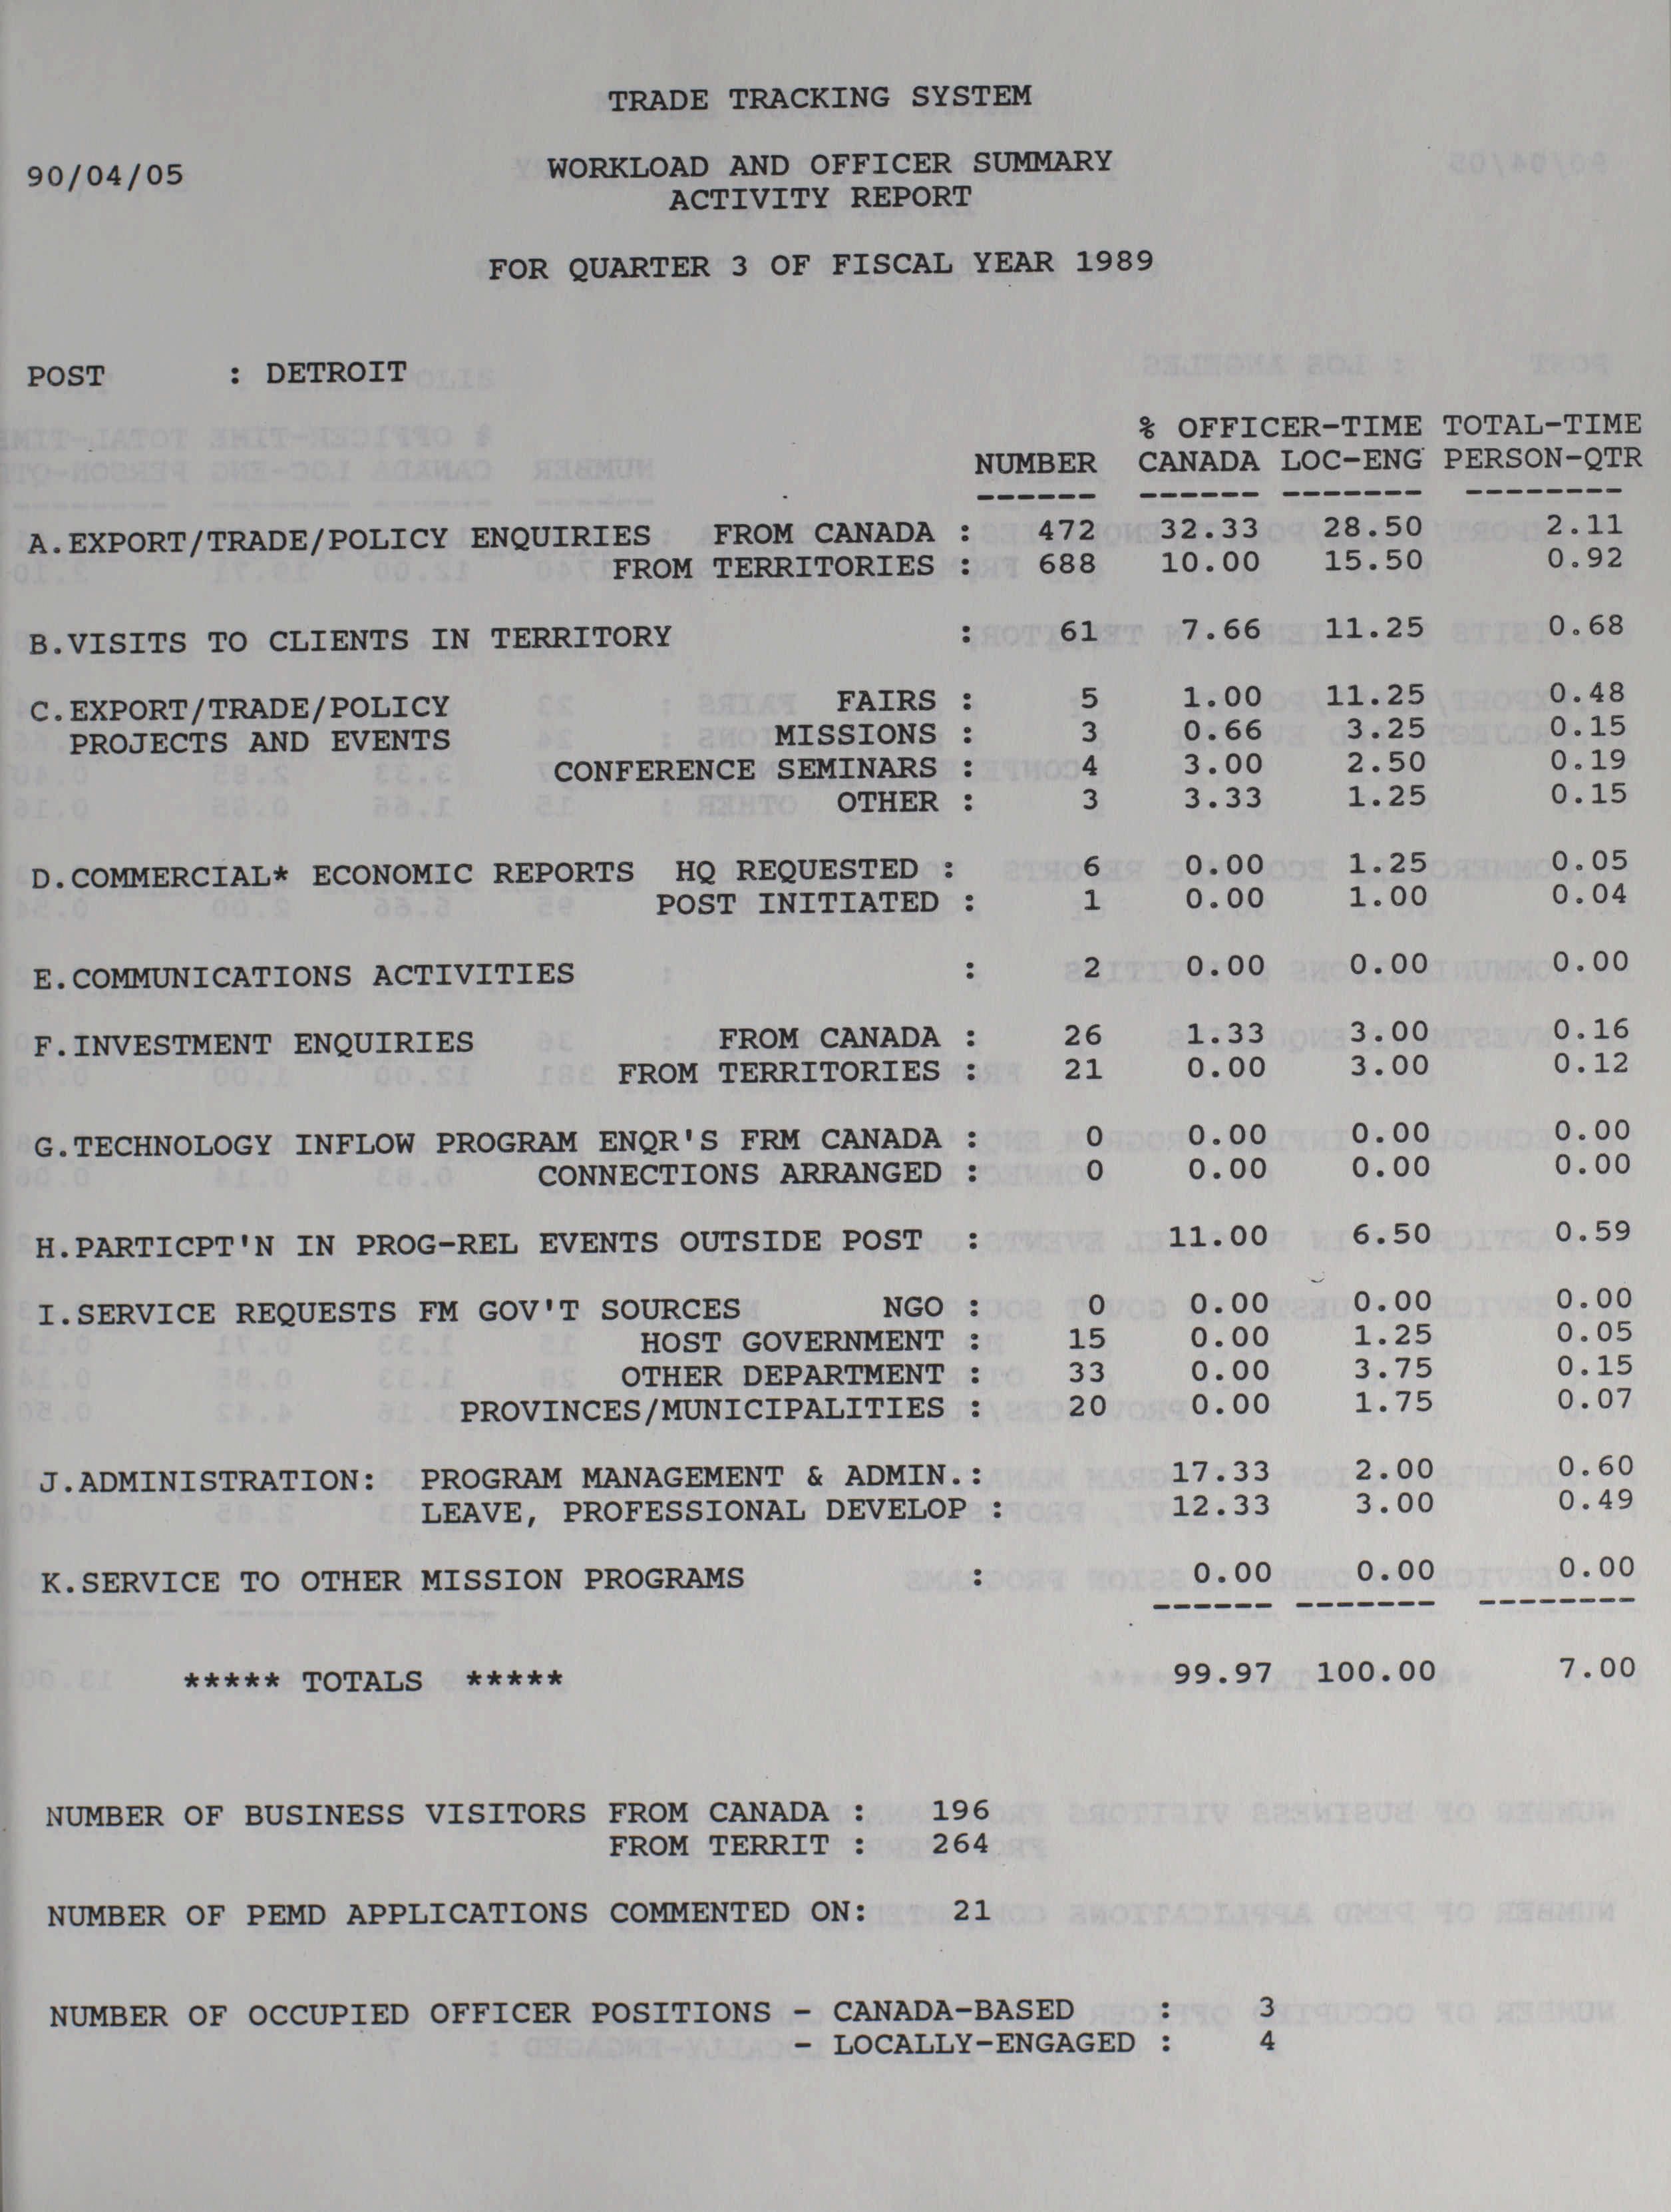 TRADE TRACKING SYSTEM
90/04/05 WORKLOAD AND OFFICER SUMMARY
ACTIVITY REPORT
FOR QUARTER 3 OF FISCAL YEAR 1989
POST : DETROIT
% OFFICER-TIME TOTAL-TIME
NUMBER CANADA LOC-ENG PERSON-QTR
------ ------ ------- --------
A.EXPORT/TRADE/POLICY ENQUIRIES FROM CANADA : 472 32.33 28.50 2.11
FROM TERRITORIES : 688 10.00 15.50 0.92
B.VISITS TO CLIENTS IN TERRITORY : 61 7.66 11.25 0.68
C.EXPORT/TRADE/POLICY FAIRS : 5 1.00 11.25 0.48
PROJECTS AND EVENTS MISSIONS : 3 0.66 3.25 0.15
CONFERENCE SEMINARS : 4 3.00 2.50 0.19
OTHER : 3 3.33 1.25 0.15
D.COMMERCIAL* ECONOMIC REPORTS HQ REQUESTED : 6 0.00 1.25 0.05
POST INITIATED : 1 0.00 1.00 0.04
E.COMMUNICATIONS ACTIVITIES : 2 0.00 0.00 0.00
F.INVESTMENT ENQUIRIES FROM CANADA : 26 1.33 3.00 0.16
FROM TERRITORIES : 21 0.00 3.00 0.12
G.TECHNOLOGY INFLOW PROGRAM ENQR'S FRM CANADA : 0 0.00 0.00 0.00
CONNECTIONS ARRANGED : 0 0.00 0.00 0.00
H.PARTICPT'N IN PROG-REL EVENTS OUTSIDE POST : 11.00 6.50 0.59
I.SERVICE REQUESTS FM GOV'T SOURCES NGO : 0 0.00 0.00 0.00
HOST GOVERNMENT : 15 0.00 1.25 0.05
OTHER DEPARTMENT : 33 0.00 3.75 0.15
PROVINCES/MUNICIPALITIES : 20 0.00 1.75 0.07
J.ADMINISTRATION: PROGRAM MANAGEMENT & ADMIN.: 17.33 2.00 0.60
LEAVE, PROFESSIONAL DEVELOP : 12.33 3.00 0.49
K.SERVICE TO OTHER MISSION PROGRAMS : 0.00 0.00 0.00
------ ------- --------
***** TOTALS ***** 99.97 100.00 7.00
NUMBER OF BUSINESS VISITORS FROM CANADA : 196
FROM TERRIT : 264
NUMBER OF PEMD APPLICATIONS COMMENTED ON: 21
NUMBER OF OCCUPIED OFFICER POSITIONS - CANADA-BASED : 3
- LOCALLY-ENGAGED : 4